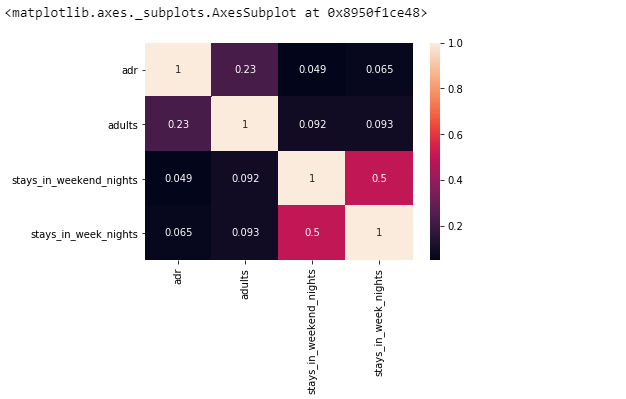 <matplotlib.axes._subplots.AxesSubplot at 0x8950f1ce48>
adr 1 0.23 0.049 0.065
adults 0.23 1 0.092 0.093
stays_in_weekend_nights 0.049 0.092 1 0.5
stays_in_week_nights 0.065 0.093 0.5 1
adr
adults
stays_in_weekend_nights
stays_in_week_nights
1.0
0.8
0.6
0.4
0.2